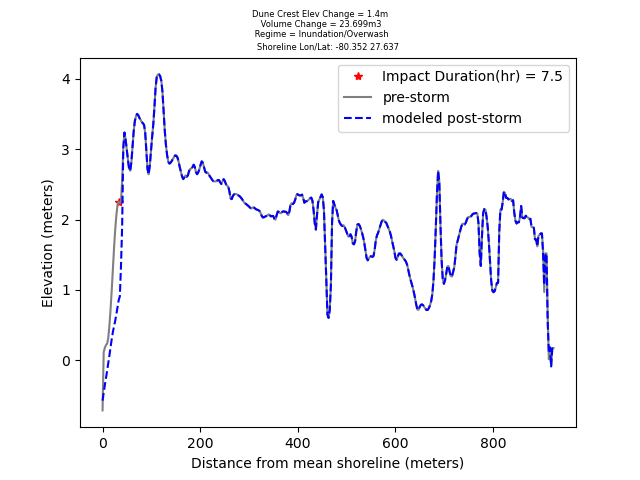 Dune Crest Elev Change = 1.4m
Volume Change = 23.699m3
Regime = Inundation/Overwash
Shoreline Lon/Lat: -80.352 27.637
Impact Duration(hr) = 7.5
pre-storm
modeled post-storm
Elevation (meters)
4
3
2
1
0
0 200 400 600 800
Distance from mean shoreline (meters)